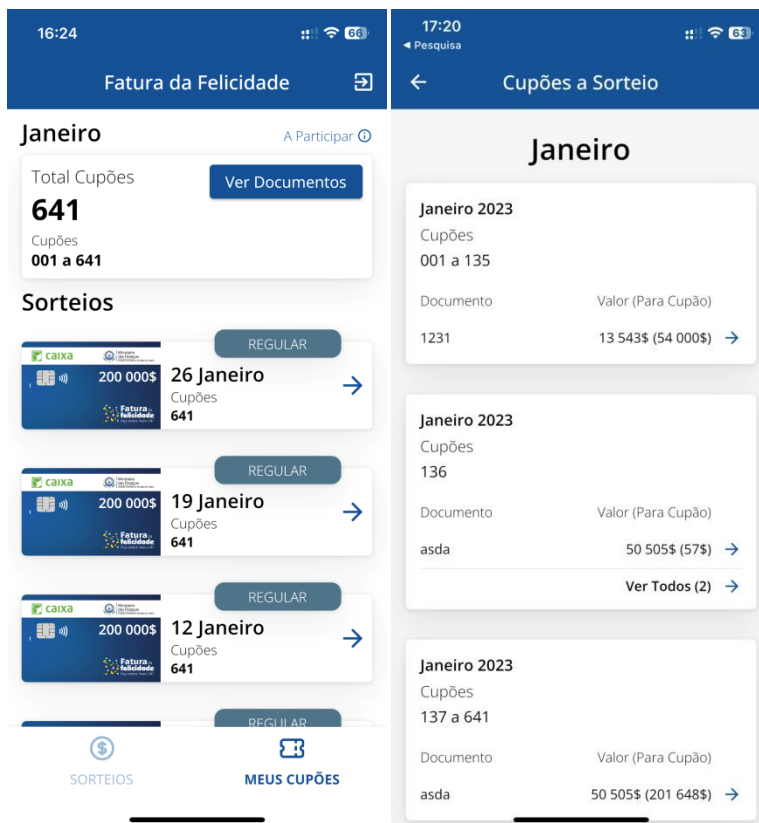 16:24
66
Fatura da Felicidade
Janeiro
A Participar
Total Cupões
Ver Documentos
641
Cupões
001 a 641
Sorteios
REGULAR
caixa
200 000$
Fatura da
felicidade
26 Janeiro
Cupões
641
REGULAR
caixa
200 000$
Fatura da
felicidade
19 Janeiro
Cupões
641
REGULAR
caixa
200 000$
Fatura da
felicidade
12 Janeiro
Cupões
641
REGULAR
SORTEIOS
MEUS CUPÕES
17:20
Pesquisa
63
Cupões a Sorteio
Janeiro
Janeiro 2023
Cupões
001 a 135
Documento Valor (Para Cupão)
1231 13 543$ (54 000$)
Janeiro 2023
Cupões
136
Documento Valor (Para Cupão)
asda 50 505$ (57$)
Ver Todos (2)
Janeiro 2023
Cupões
137 a 641
Documento Valor (Para Cupão)
asda 50 505$ (201 648$)